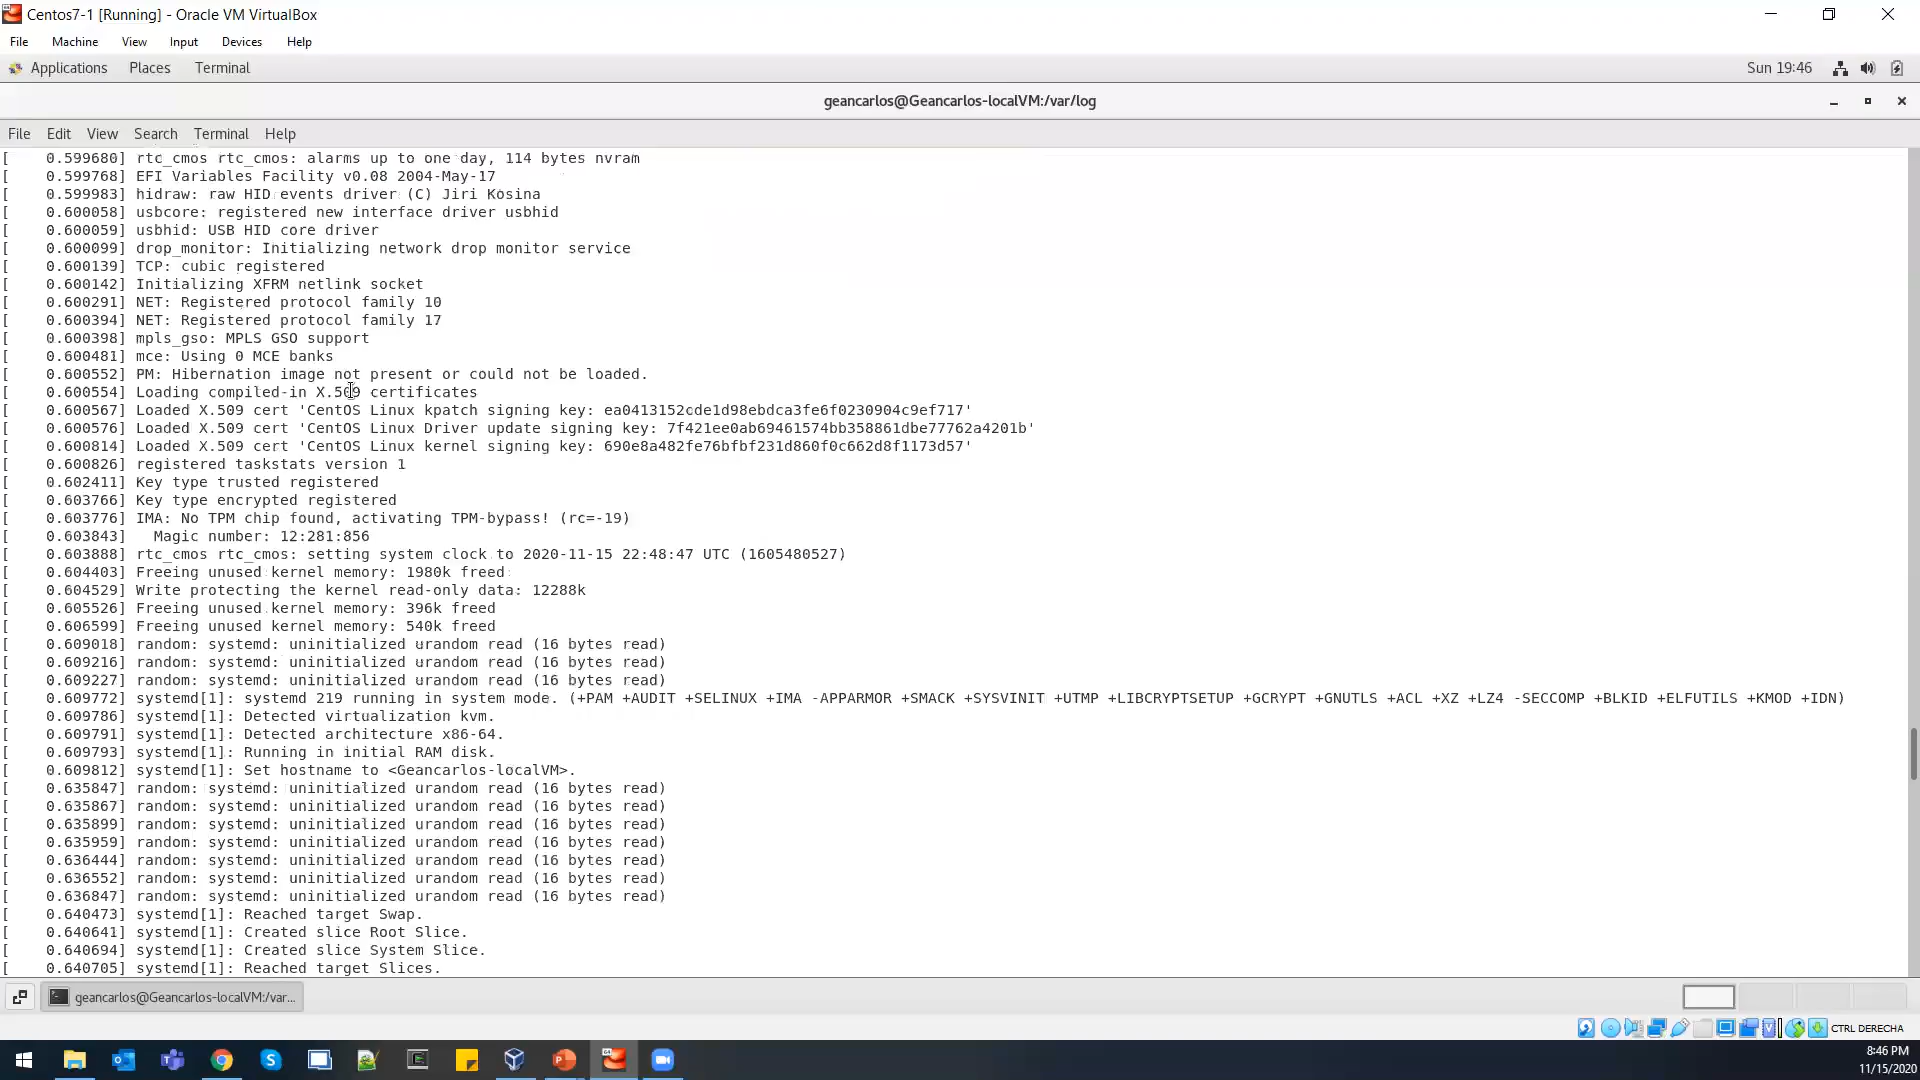 Centos7-1 [Running] - Oracle VM VirtualBox
File Machine View Input Devices Help
Applications Places Terminal Sun 19:46
geancarlos@Geancarlos-localVM:/var/log
File Edit View Search Terminal Help
[    0.599680] rtc_cmos rtc_cmos: alarms up to one day, 114 bytes nvram
[    0.599768] EFI Variables Facility v0.08 2004-May-17
[    0.599983] hidraw: raw HID events driver (C) Jiri Kosina
[    0.600058] usbcore: registered new interface driver usbhid
[    0.600059] usbhid: USB HID core driver
[    0.600099] drop_monitor: Initializing network drop monitor service
[    0.600139] TCP: cubic registered
[    0.600142] Initializing XFRM netlink socket
[    0.600291] NET: Registered protocol family 10
[    0.600394] NET: Registered protocol family 17
[    0.600398] mpls_gso: MPLS GSO support
[    0.600481] mce: Using 0 MCE banks
[    0.600552] PM: Hibernation image not present or could not be loaded.
[    0.600554] Loading compiled-in X.509 certificates
[    0.600567] Loaded X.509 cert 'CentOS Linux kpatch signing key: ea0413152cde1d98ebdca3fe6f0230904c9ef717'
[    0.600576] Loaded X.509 cert 'CentOS Linux Driver update signing key: 7f421ee0ab69461574bb358861dbe77762a4201b'
[    0.600814] Loaded X.509 cert 'CentOS Linux kernel signing key: 690e8a482fe76bfbf231d860f0c662d8f1173d57'
[    0.600826] registered taskstats version 1
[    0.602411] Key type trusted registered
[    0.603766] Key type encrypted registered
[    0.603776] IMA: No TPM chip found, activating TPM-bypass! (rc=-19)
[    0.603843]   Magic number: 12:281:856
[    0.603888] rtc_cmos rtc_cmos: setting system clock to 2020-11-15 22:48:47 UTC (1605480527)
[    0.604403] Freeing unused kernel memory: 1980k freed
[    0.604529] Write protecting the kernel read-only data: 12288k
[    0.605526] Freeing unused kernel memory: 396k freed
[    0.606599] Freeing unused kernel memory: 540k freed
[    0.609018] random: systemd: uninitialized urandom read (16 bytes read)
[    0.609216] random: systemd: uninitialized urandom read (16 bytes read)
[    0.609227] random: systemd: uninitialized urandom read (16 bytes read)
[    0.609772] systemd[1]: systemd 219 running in system mode. (+PAM +AUDIT +SELINUX +IMA -APPARMOR +SMACK +SYSVINIT +UTMP +LIBCRYPTSETUP +GCRYPT +GNUTLS +ACL +XZ +LZ4 -SECCOMP +BLKID +ELFUTILS +KMOD +IDN)
[    0.609786] systemd[1]: Detected virtualization kvm.
[    0.609791] systemd[1]: Detected architecture x86-64.
[    0.609793] systemd[1]: Running in initial RAM disk.
[    0.609812] systemd[1]: Set hostname to <Geancarlos-localVM>.
[    0.635847] random: systemd: uninitialized urandom read (16 bytes read)
[    0.635867] random: systemd: uninitialized urandom read (16 bytes read)
[    0.635899] random: systemd: uninitialized urandom read (16 bytes read)
[    0.635959] random: systemd: uninitialized urandom read (16 bytes read)
[    0.636444] random: systemd: uninitialized urandom read (16 bytes read)
[    0.636552] random: systemd: uninitialized urandom read (16 bytes read)
[    0.636847] random: systemd: uninitialized urandom read (16 bytes read)
[    0.640473] systemd[1]: Reached target Swap.
[    0.640641] systemd[1]: Created slice Root Slice.
[    0.640694] systemd[1]: Created slice System Slice.
[    0.640705] systemd[1]: Reached target Slices.
geancarlos@Geancarlos-localVM:/var...
CTRL DERECHA
8:46 PM
11/15/2020